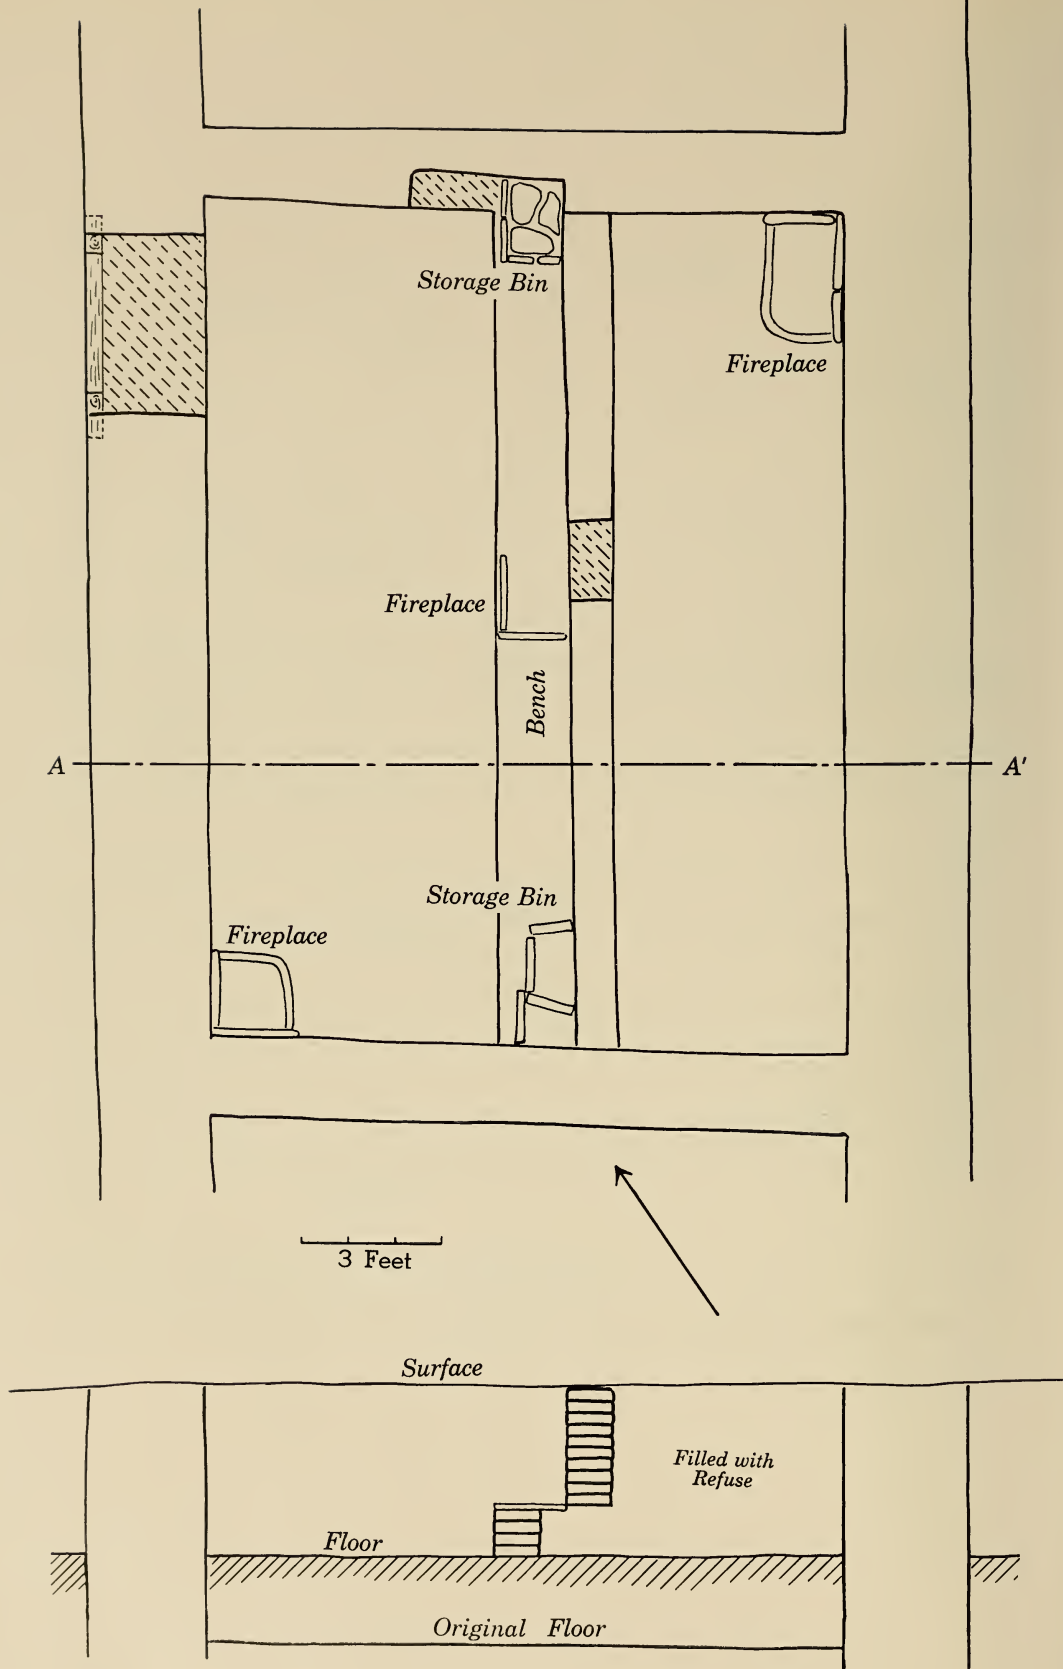 Storage Bin
Fireplace
Fireplace
Bench
A
A'
Storage Bin
Fireplace
3 Feet
Surface
Filled with
Refuse
Floor
Original Floor